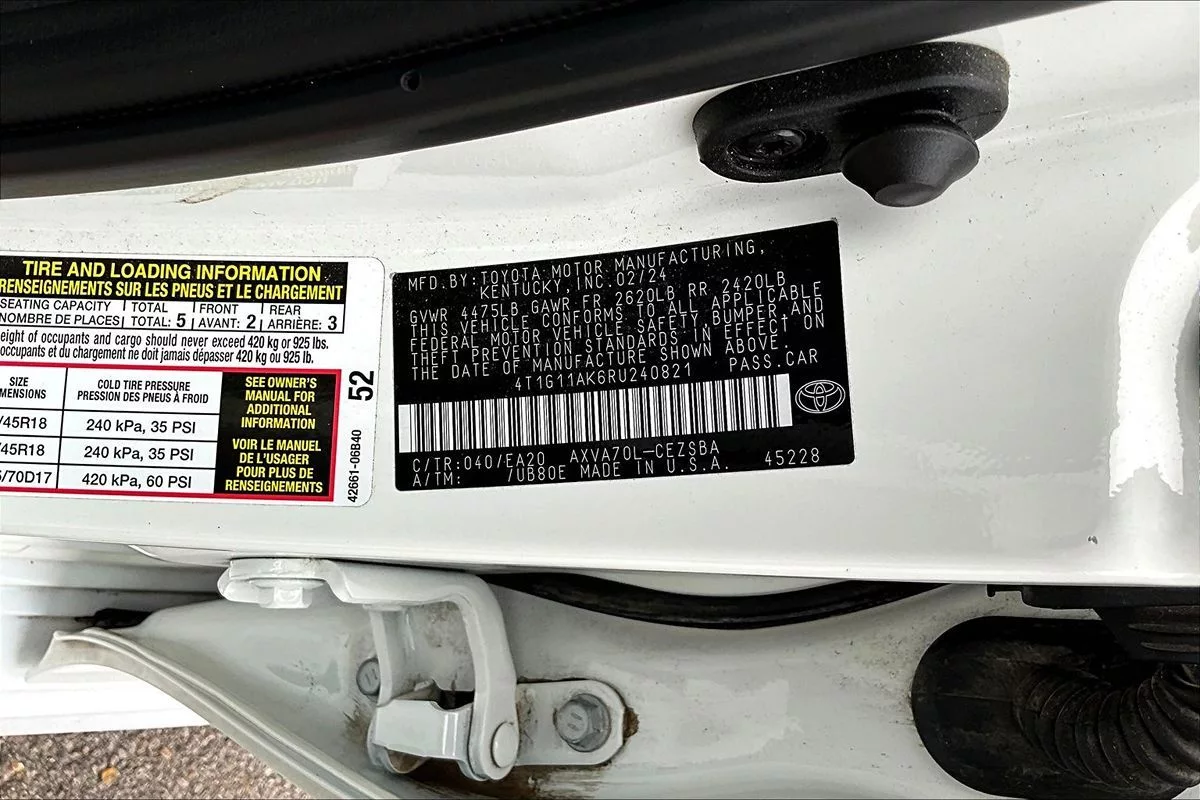 TIRE AND LOADING INFORMATION
RENSEIGNEMENTS SUR LES PNEUS ET LE CHARGEMENT
SEATING CAPACITY TOTAL FRONT REAR
NOMBRE DE PLACES TOTAL: 5 AVANT: 2 ARRIÈRE: 3
eight of occupants and cargo should never exceed 420 kg or 925 lbs.
occupants et du chargement ne doit jamais dépasser 420 kg ou 925 lb.
SIZE
MENSIONS
COLD TIRE PRESSURE
PRESSION DES PNEUS À FROID
/45R18 240 kPa, 35 PSI
/45R18 240 kPa, 35 PSI
/70D17 420 kPa, 60 PSI
SEE OWNER'S
MANUAL FOR
ADDITIONAL
INFORMATION
VOIR LE MANUEL
DE L'USAGER
POUR PLUS DE
RENSEIGNEMENTS
52
42661-06B40
MFD.BY:TOYOTA MOTOR MANUFACTURING,
KENTUCKY,INC.02/24
GVWR 4475LB GAWR FR 2620LB RR 2420LB
THIS VEHICLE CONFORMS TO ALL APPLICABLE
FEDERAL MOTOR VEHICLE SAFETY,BUMPER,AND
THEFT PREVENTION STANDARDS IN EFFECT ON
THE DATE OF MANUFACTURE SHOWN ABOVE.
4T1G11AK6RU240821 PASS.CAR
C/TR:040/EA20 AXVA70L-CEZSBA
A/TM: /UB80E MADE IN U.S.A. 45228